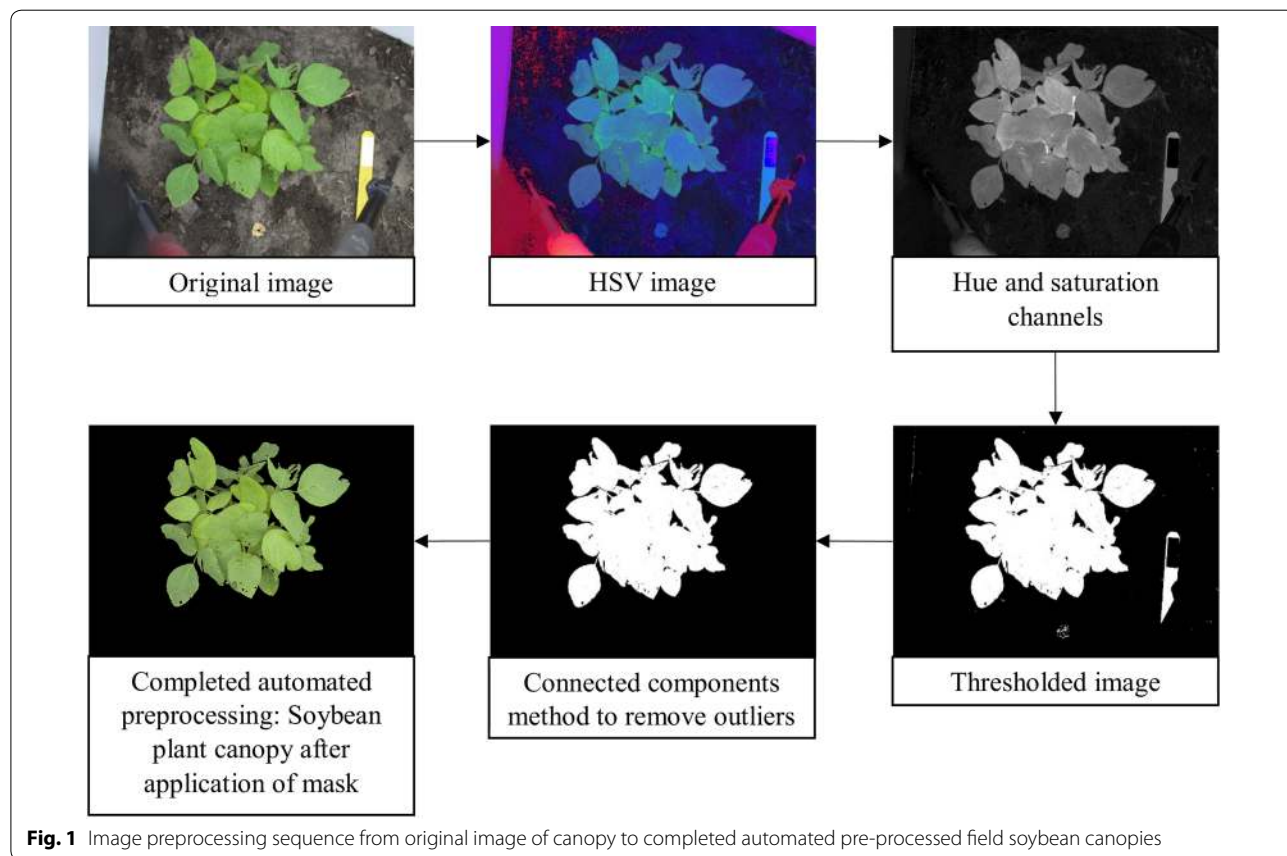 Original image
HSV image
Hue and saturation
channels
Thresholded image
Connected components
method to remove outliers
Completed automated
preprocessing: Soybean
plant canopy after
application of mask
Fig. 1 Image preprocessing sequence from original image of canopy to completed automated pre-processed field soybean canopies